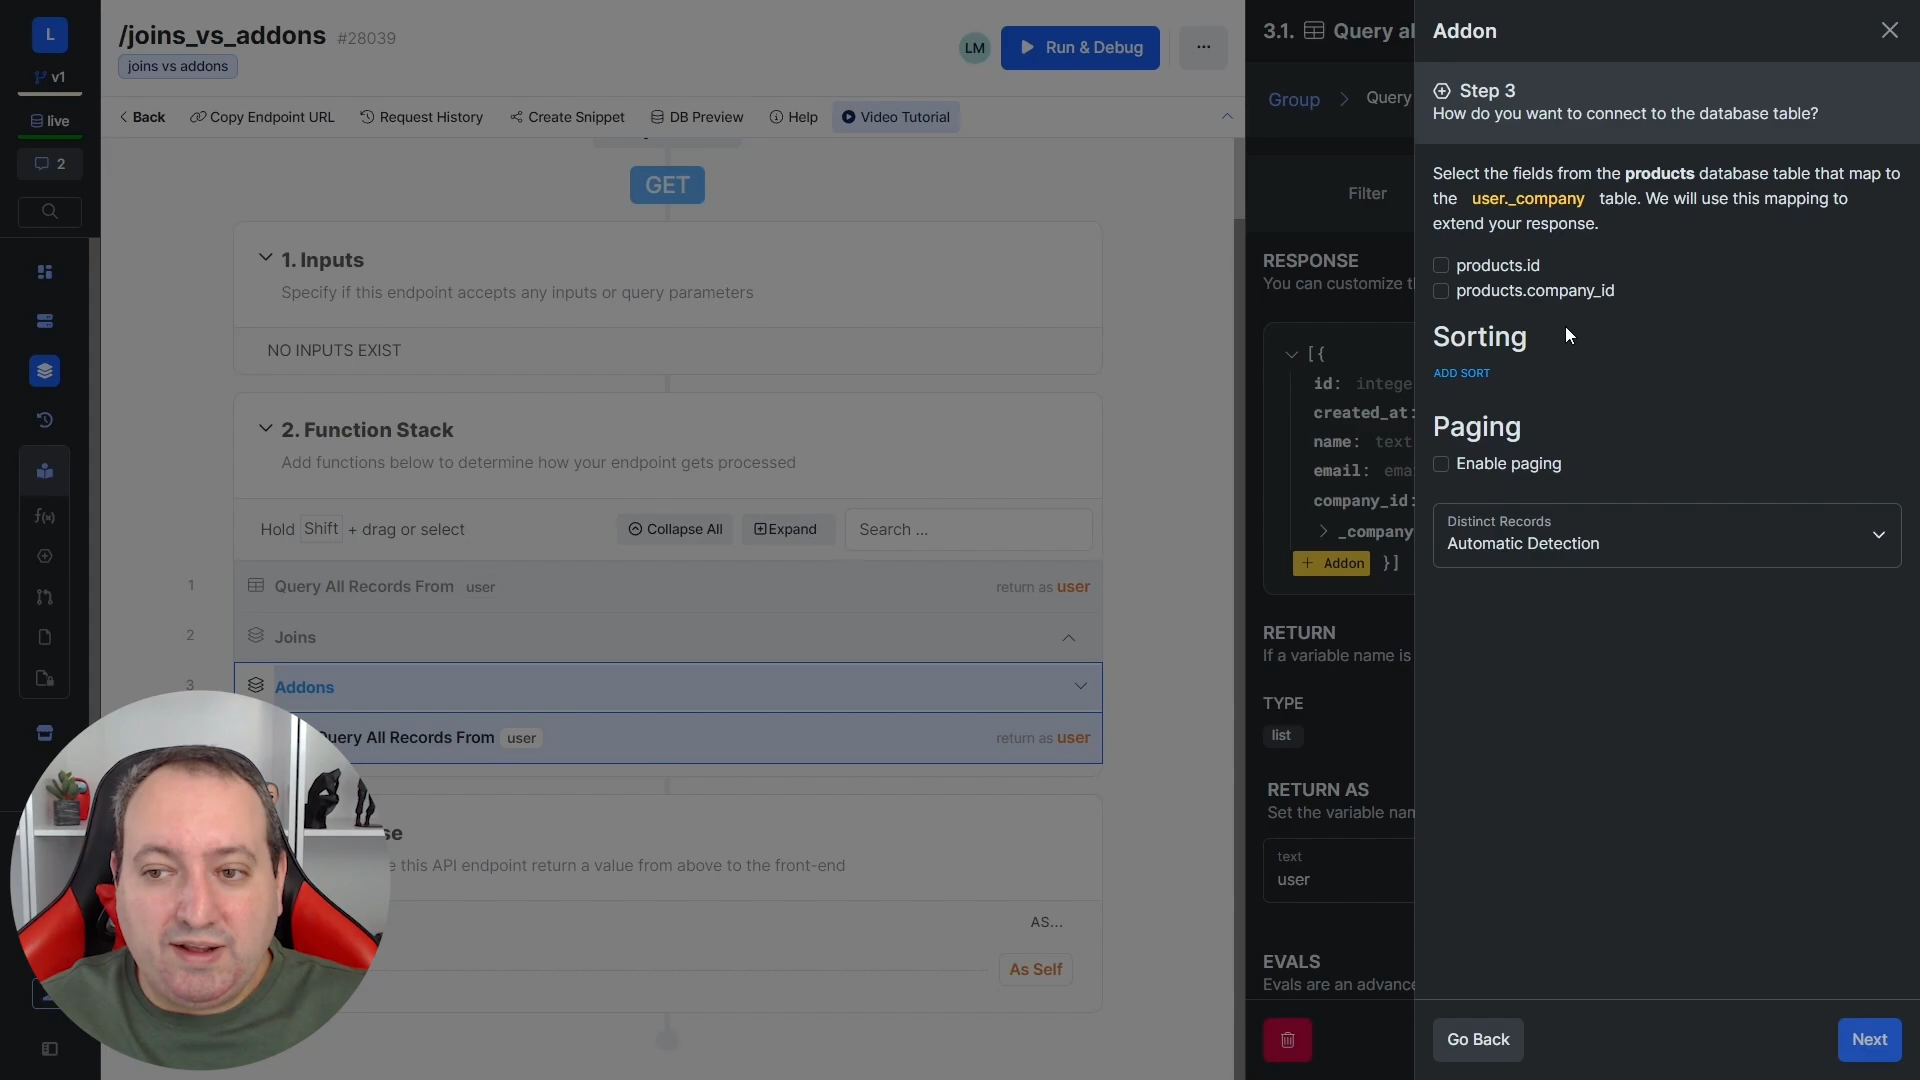 L
/joins_vs_addons #28039
joins vs addons
LM
Run & Debug
...
v1
live
2
Back
Copy Endpoint URL
Request History
Create Snippet
DB Preview
Help
Video Tutorial
GET
1. Inputs
Specify if this endpoint accepts any inputs or query parameters
NO INPUTS EXIST
2. Function Stack
Add functions below to determine how your endpoint gets processed
Hold Shift + drag or select
Collapse All
Expand
Search ...
1 Query All Records From user return as user
2 Joins
3 Addons
Query All Records From user return as user
se
this API endpoint return a value from above to the front-end
AS...
As Self
3.1. Query al
Group > Query
Filter
RESPONSE
You can customize t
[{
id: intege
created_at:
name: text
email: ema
company_id:
> _company
+ Addon }]
RETURN
If a variable name is
TYPE
list
RETURN AS
Set the variable nam
text
user
EVALS
Evals are an advance
Addon
Step 3
How do you want to connect to the database table?
Select the fields from the products database table that map to
the user._company table. We will use this mapping to
extend your response.
products.id
products.company_id
Sorting
ADD SORT
Paging
Enable paging
Distinct Records
Automatic Detection
Go Back
Next